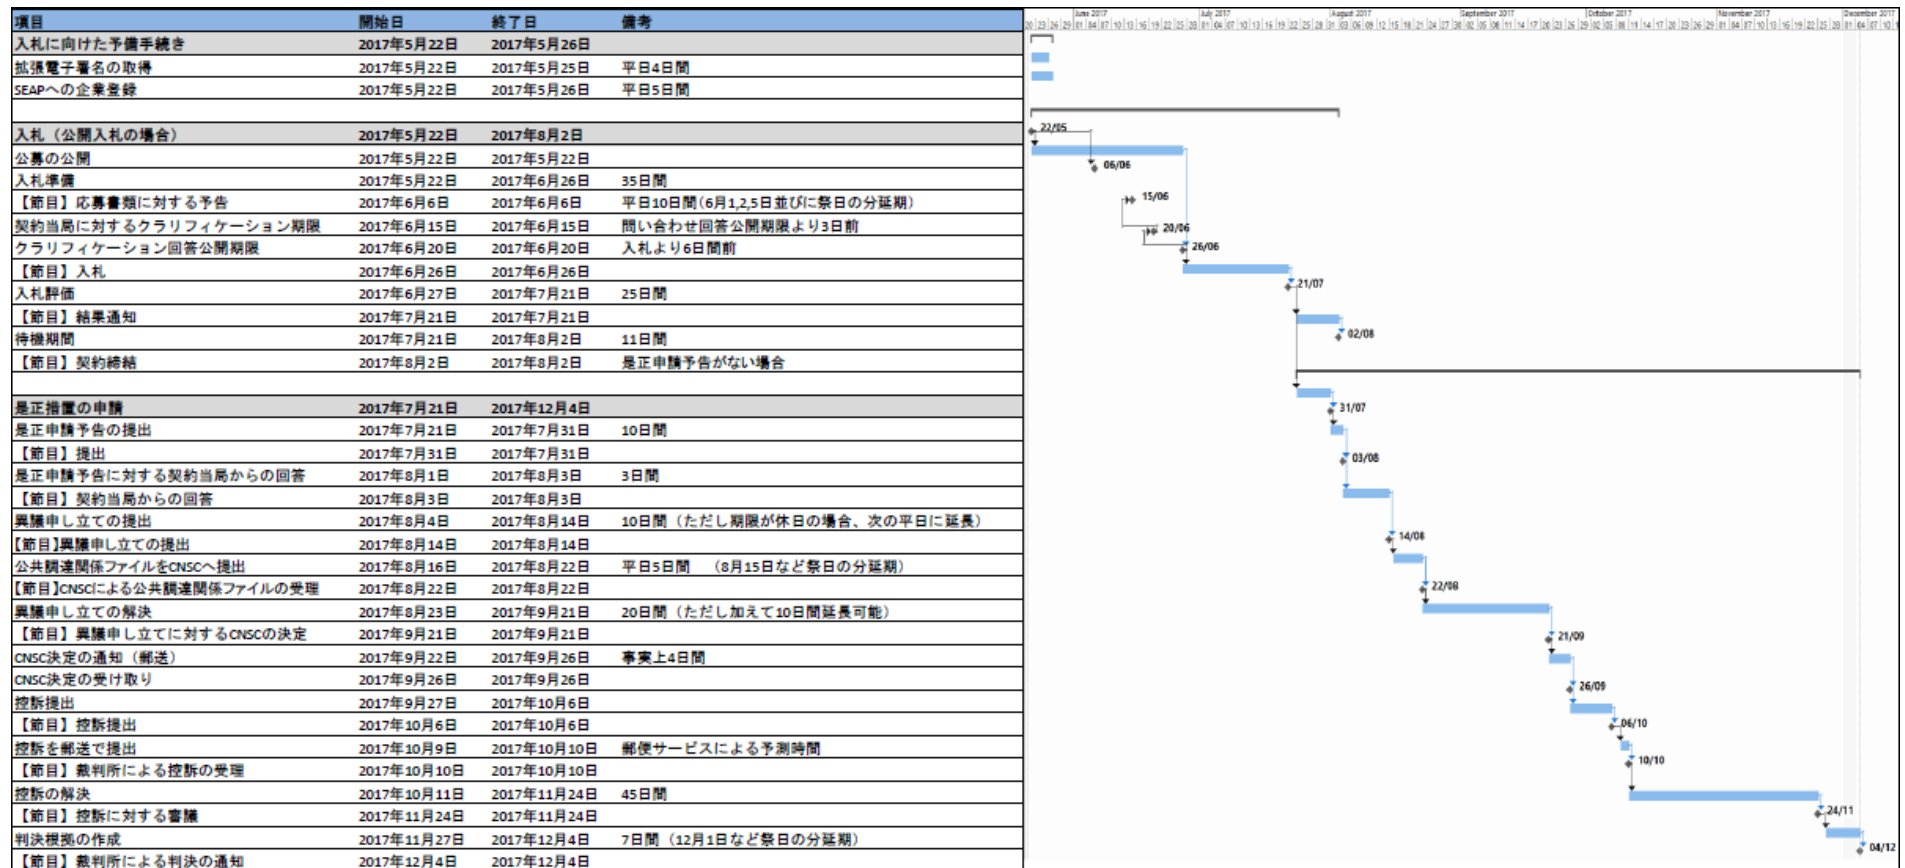 項目 開始日 終了日 備考
入札に向けた予備手続き 2017年5月22日 2017年5月26日
拡張電子署名の取得 2017年5月22日 2017年5月25日 平日4日間
SEAPへの企業登録 2017年5月22日 2017年5月26日 平日5日間
入札（公開入札の場合） 2017年5月22日 2017年8月2日
公募の公開 2017年5月22日 2017年5月22日
入札準備 2017年5月22日 2017年6月26日 35日間
【節目】応募書類に対する予告 2017年6月6日 2017年6月6日 平日10日間(6月1,2,5日並びに祭日の分延期)
契約当局に対するクラリフィケーション期限 2017年6月15日 2017年6月15日 問い合わせ回答公開期限より3日前
クラリフィケーション回答公開期限 2017年6月20日 2017年6月20日 入札より6日間前
【節目】入札 2017年6月26日 2017年6月26日
入札評価 2017年6月27日 2017年7月21日 25日間
【節目】結果通知 2017年7月21日 2017年7月21日
待機期間 2017年7月21日 2017年8月2日 11日間
【節目】契約締結 2017年8月2日 2017年8月2日 是正申請予告がない場合
是正措置の申請 2017年7月21日 2017年12月4日
是正申請予告の提出 2017年7月21日 2017年7月31日 10日間
【節目】提出 2017年7月31日 2017年7月31日
是正申請予告に対する契約当局からの回答 2017年8月1日 2017年8月3日 3日間
【節目】契約当局からの回答 2017年8月3日 2017年8月3日
異議申し立ての提出 2017年8月4日 2017年8月14日 10日間（ただし期限が休日の場合、次の平日に延長）
【節目】異議申し立ての提出 2017年8月14日 2017年8月14日
公共調達関係ファイルをCNSCへ提出 2017年8月16日 2017年8月22日 平日5日間 （8月15日など祭日の分延期）
【節目】CNSCによる公共調達関係ファイルの受理 2017年8月22日 2017年8月22日
異議申し立ての解決 2017年8月23日 2017年9月21日 20日間（ただし加えて10日間延長可能）
【節目】異議申し立てに対するCNSCの決定 2017年9月21日 2017年9月21日
CNSC決定の通知（郵送） 2017年9月22日 2017年9月26日 事実上4日間
CNSC決定の受け取り 2017年9月26日 2017年9月26日
控訴提出 2017年9月27日 2017年10月6日
【節目】控訴提出 2017年10月6日 2017年10月6日
控訴を郵送で提出 2017年10月9日 2017年10月10日 郵便サービスによる予測時間
【節目】裁判所による控訴の受理 2017年10月10日 2017年10月10日
控訴の解決 2017年10月11日 2017年11月24日 45日間
【節目】控訴に対する審議 2017年11月24日 2017年11月24日
判決根拠の作成 2017年11月27日 2017年12月4日 7日間（12月1日など祭日の分延期）
【節目】裁判所による判決の通知 2017年12月4日 2017年12月4日
June 2017 July 2017 August 2017 September 2017 October 2017 November 2017 December 2017
22/05
06/06
15/06
20/06
26/06
21/07
02/08
31/07
03/08
14/08
22/08
21/09
26/09
06/10
10/10
24/11
04/12